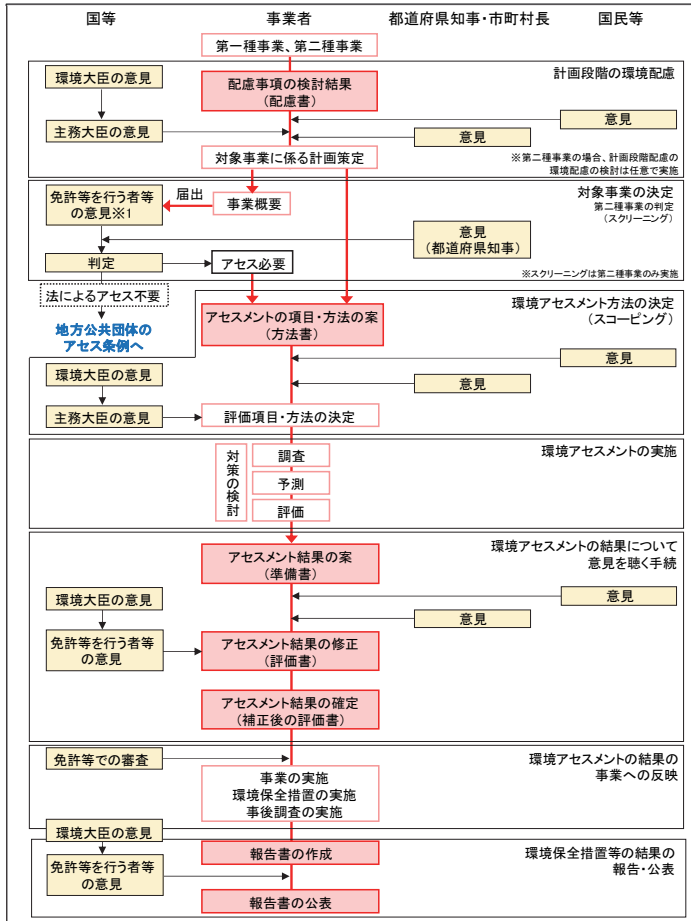 国等
事業者
都道府県知事・市町村長
国民等
第一種事業、第二種事業
計画段階の環境配慮
環境大臣の意見
配慮事項の検討結果
(配慮書)
意見
主務大臣の意見
意見
対象事業に係る計画策定
※第二種事業の場合、計画段階配慮の
環境配慮の検討は任意で実施
免許等を行う者等
の意見※1
届出
事業概要
対象事業の決定
第二種事業の判定
(スクリーニング)
意見
(都道府県知事)
判定
アセス必要
※スクリーニングは第二種事業のみ実施
法によるアセス不要
地方公共団体の
アセス条例へ
アセスメントの項目・方法の案
(方法書)
環境アセスメント方法の決定
(スコーピング)
意見
環境大臣の意見
意見
主務大臣の意見
評価項目・方法の決定
環境アセスメントの実施
対策の検討
調査
予測
評価
アセスメント結果の案
(準備書)
環境アセスメントの結果について
意見を聴く手続
環境大臣の意見
意見
意見
免許等を行う者等
の意見
アセスメント結果の修正
(評価書)
アセスメント結果の確定
(補正後の評価書)
免許等での審査
環境アセスメントの結果の
事業への反映
事業の実施
環境保全措置の実施
事後調査の実施
環境大臣の意見
報告書の作成
環境保全措置等の結果の
報告・公表
免許等を行う者等
の意見
報告書の公表